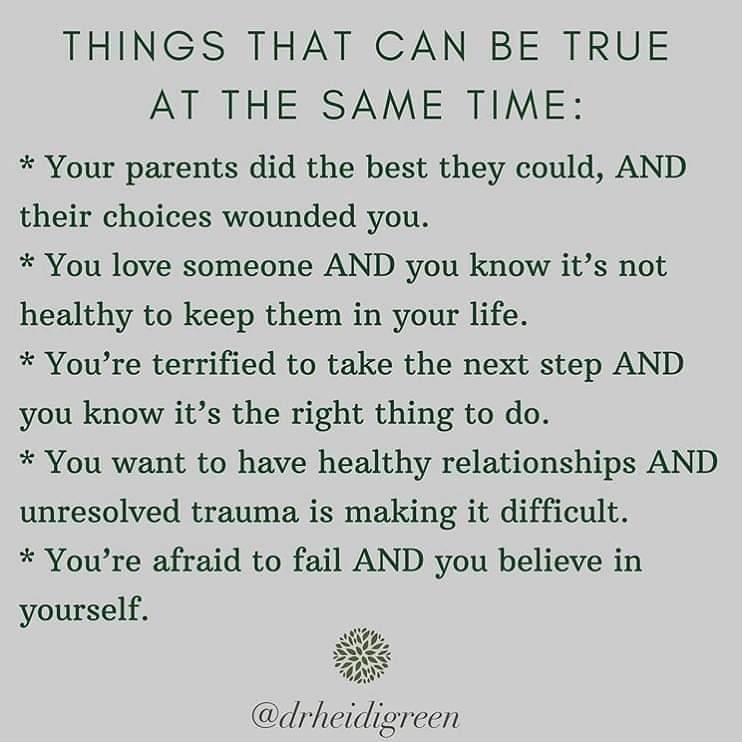 THINGS THAT CAN BE TRUE
AT THE SAME TIME:
* Your parents did the best they could, AND
their choices wounded you.
* You love someone AND you know it’s not
healthy to keep them in your life.
* You’re terrified to take the next step AND
you know it’s the right thing to do.
* You want to have healthy relationships AND
unresolved trauma is making it difficult.
* You’re afraid to fail AND you believe in
yourself.
@drheidigreen